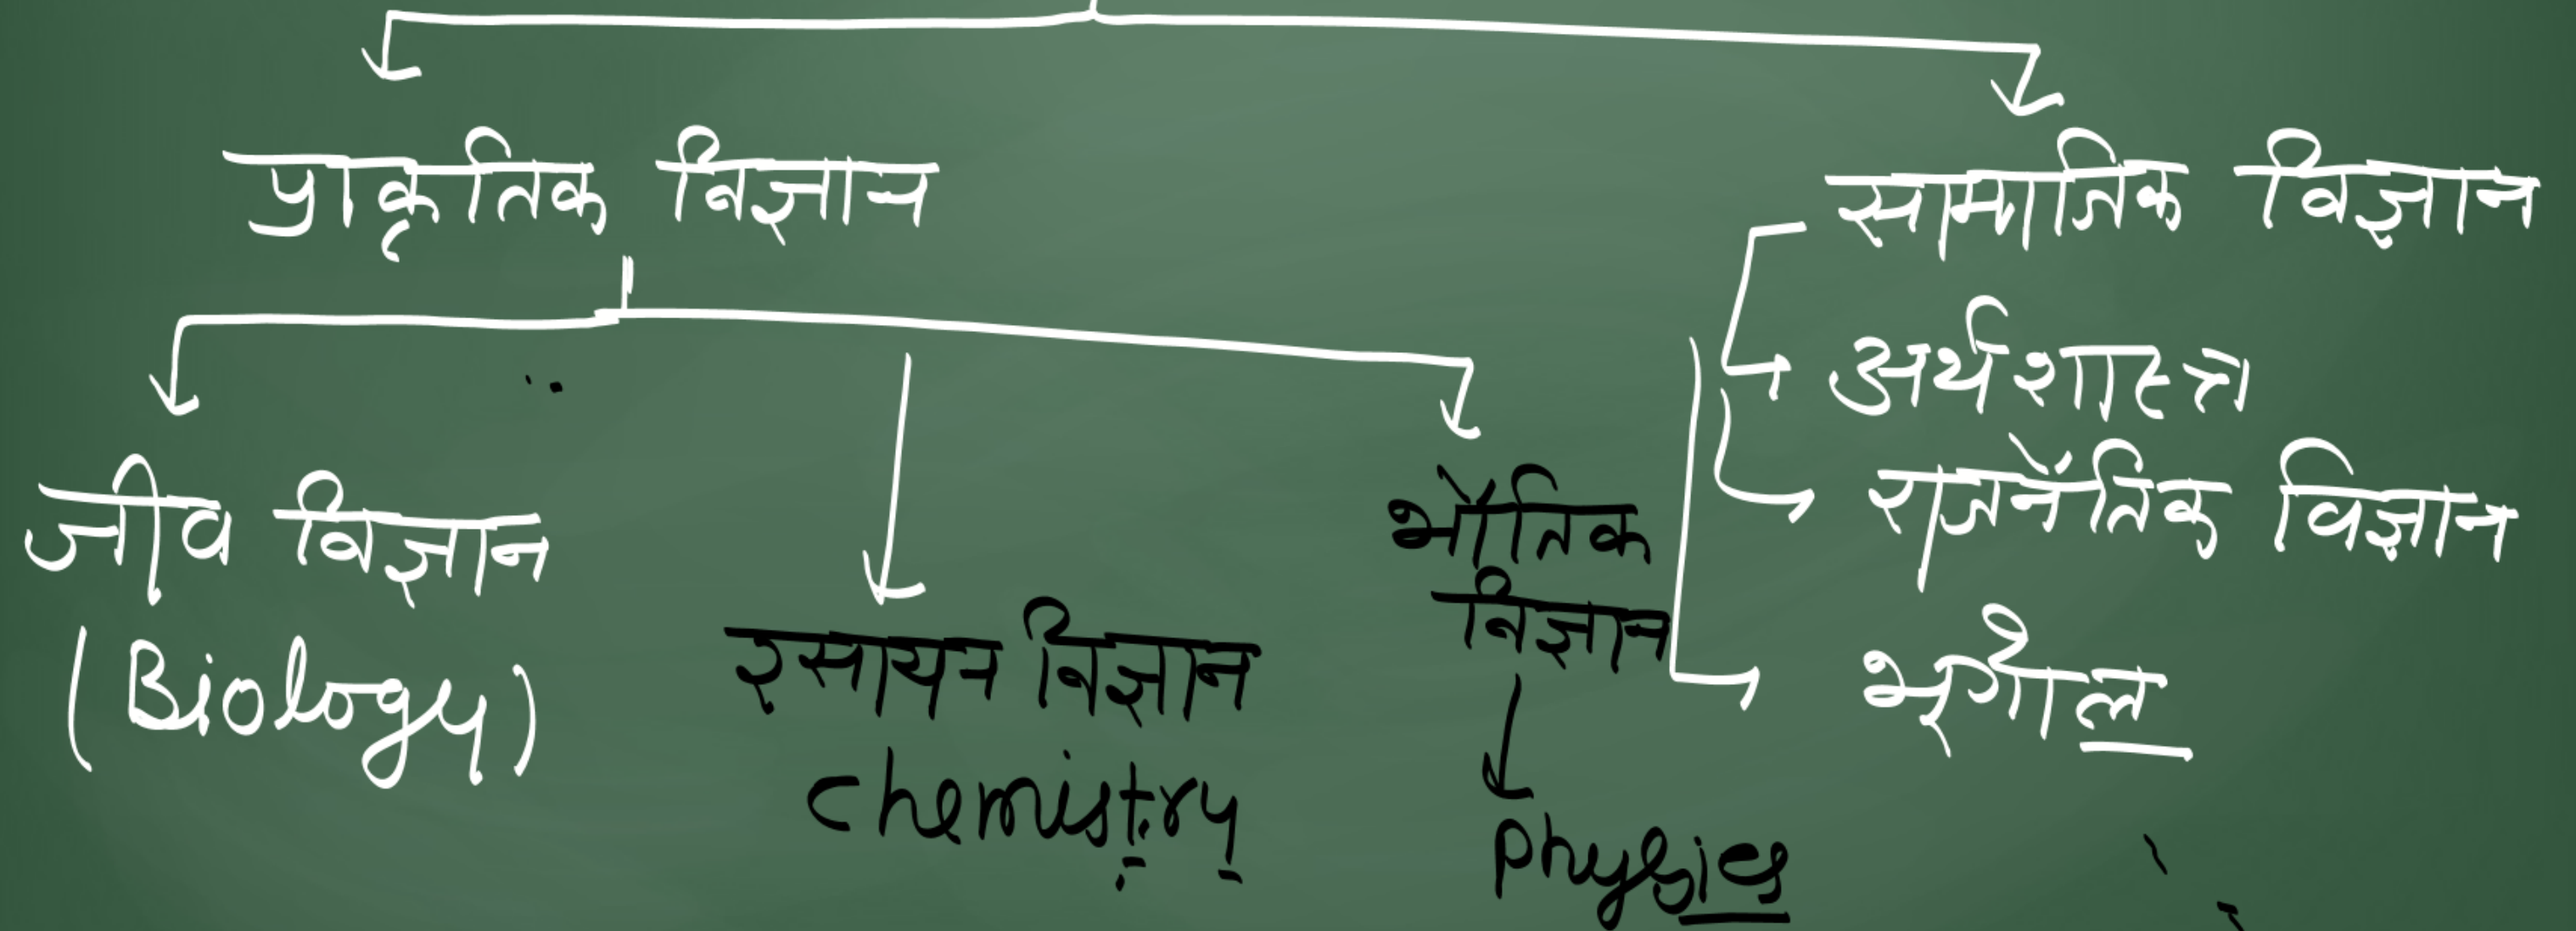 प्राकृतिक विज्ञान
सामाजिक विज्ञान
अर्थशास्त्र
राजनैतिक विज्ञान
भूगोल
जीव विज्ञान
(Biology)
रसायन विज्ञान
chemistry
भौतिक
विज्ञान
physics